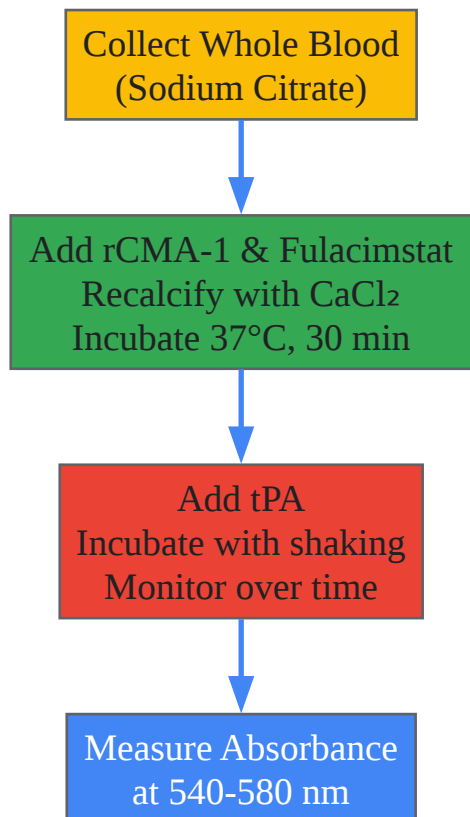 Collect Whole Blood
(Sodium Citrate)
Add rCMA-1 & Fulacimstat
Recalcify with CaCl₂
Incubate 37°C, 30 min
Add tPA
Incubate with shaking
Monitor over time
Measure Absorbance
at 540-580 nm